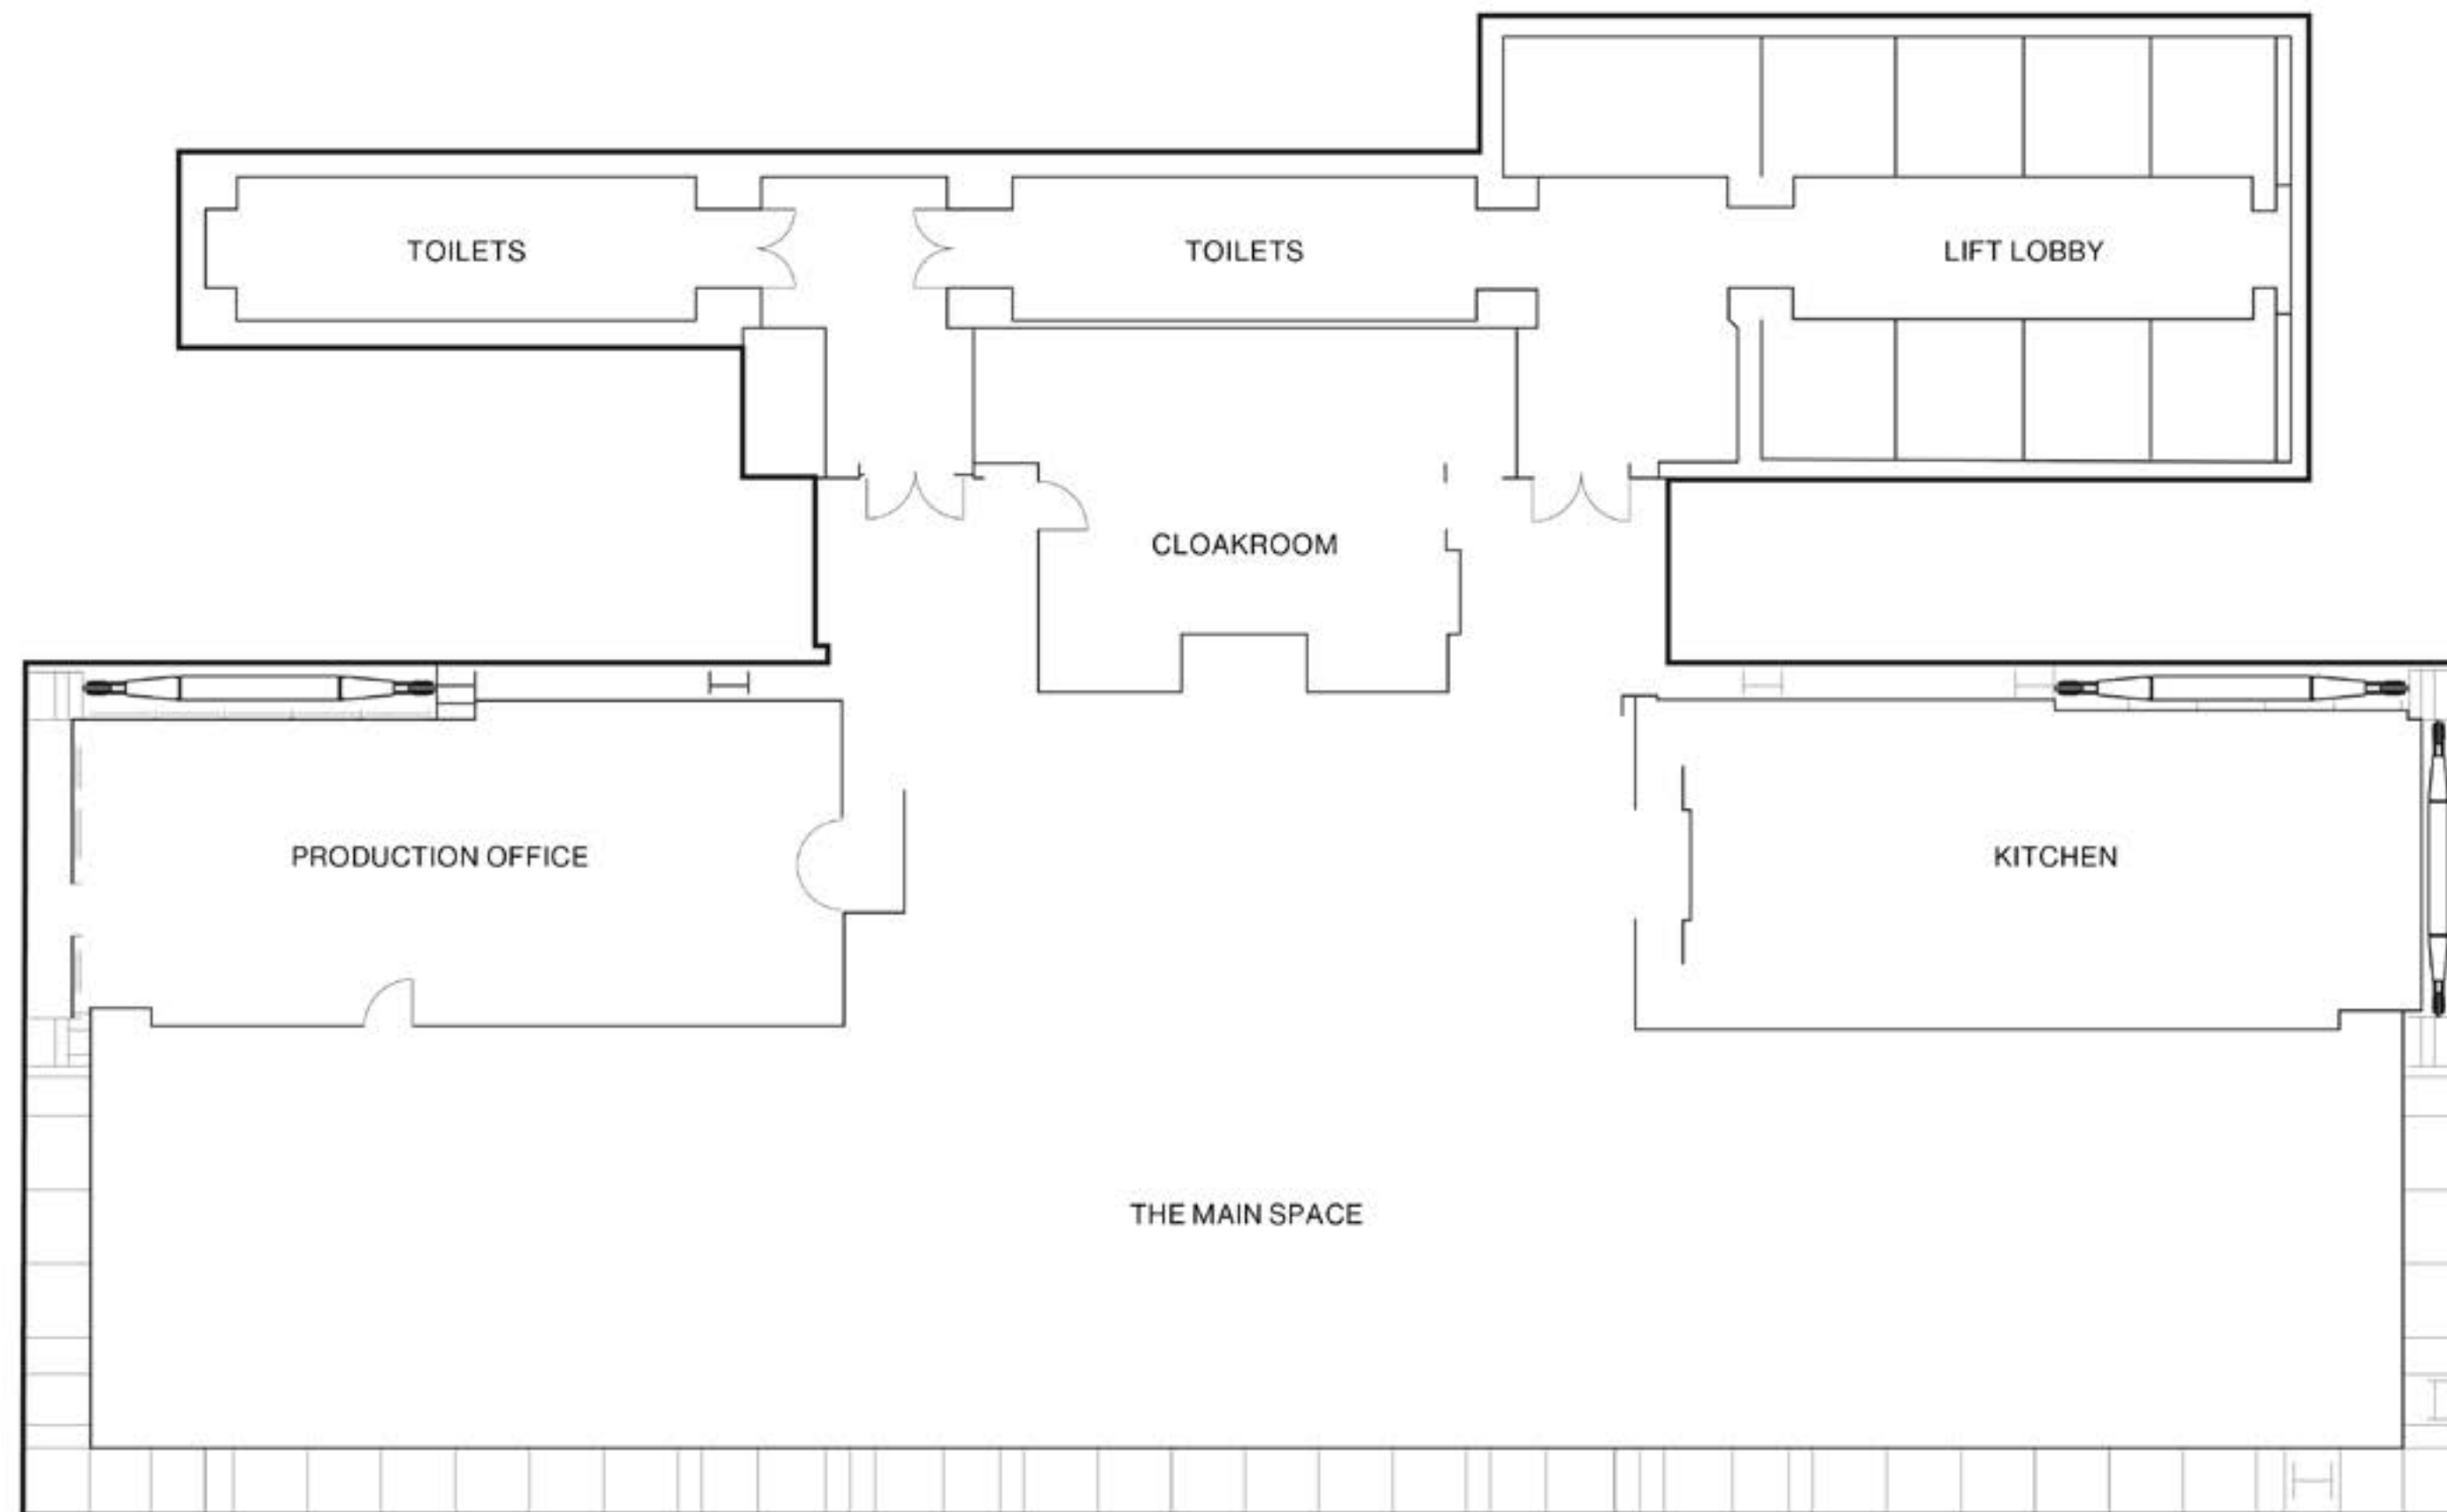 TOILETS
TOILETS
LIFT LOBBY
CLOAKROOM
PRODUCTION OFFICE
KITCHEN
THE MAIN SPACE